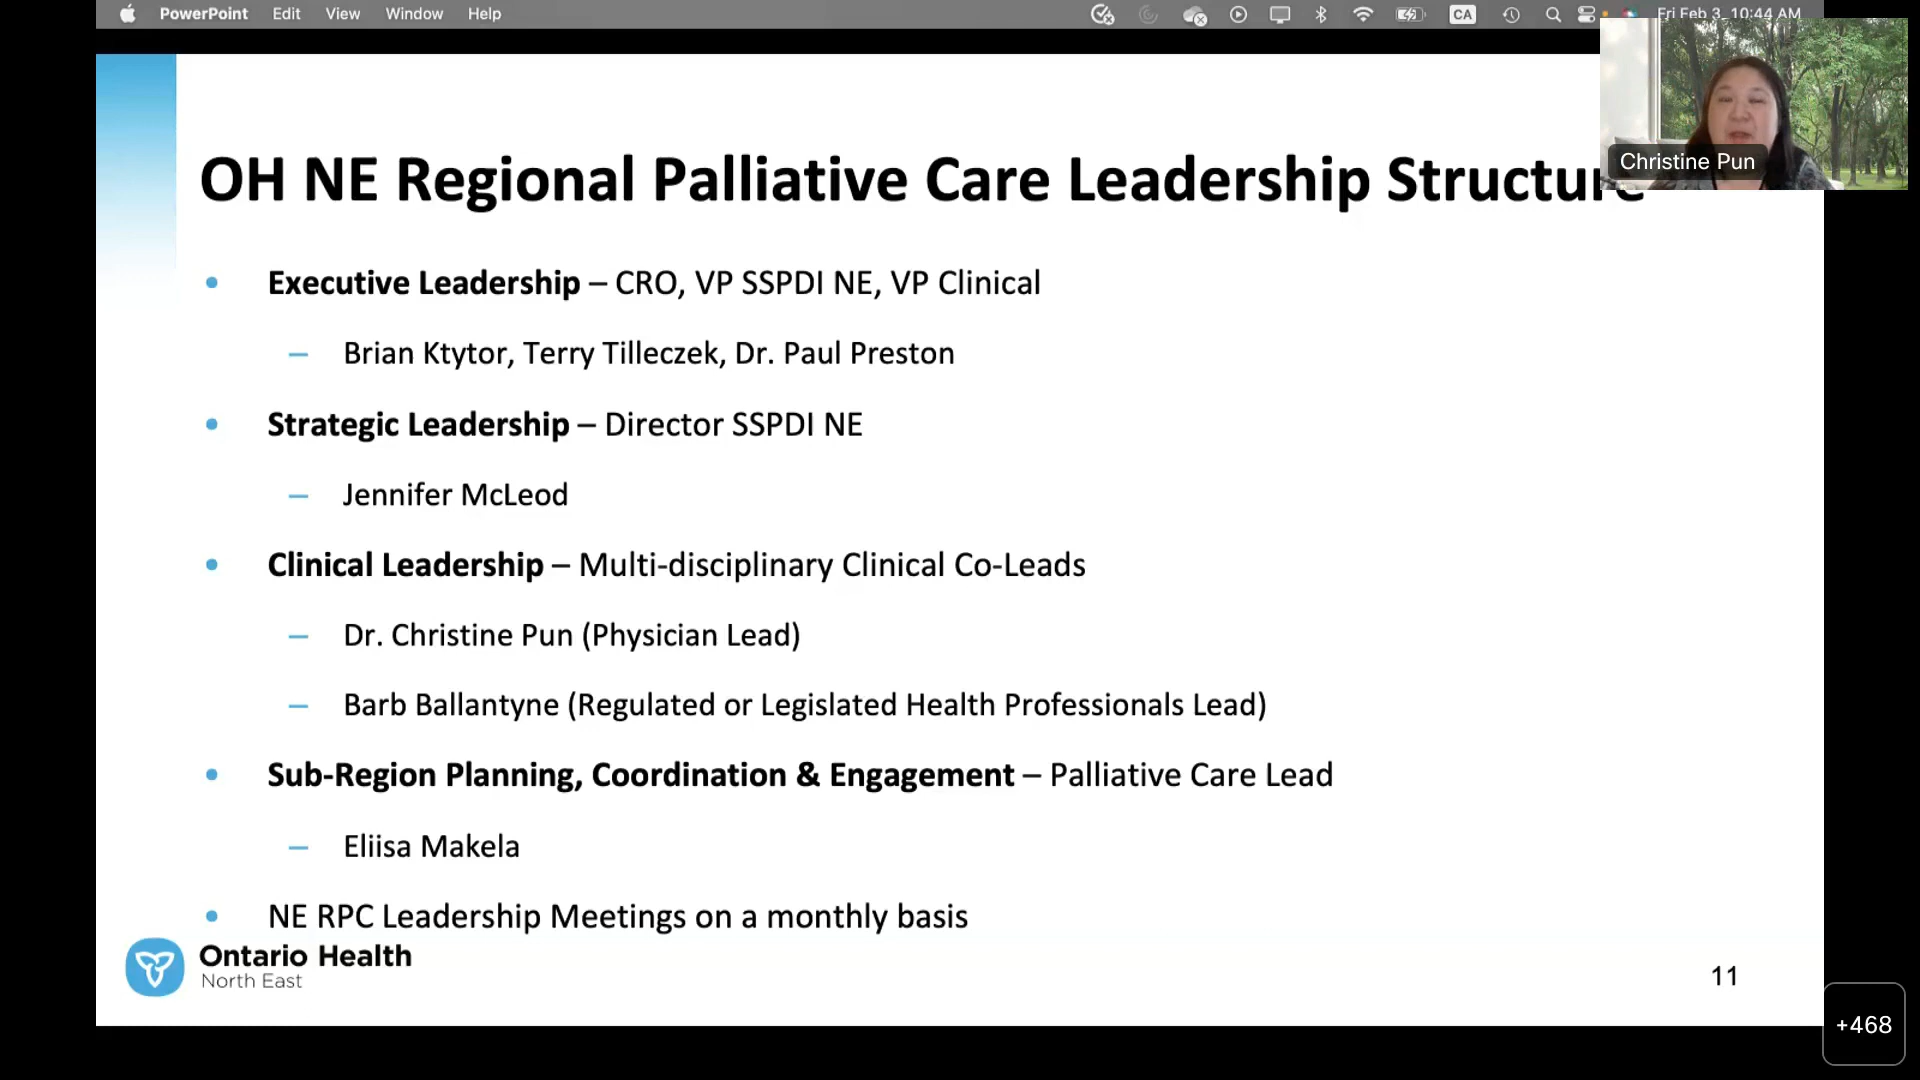 PowerPoint Edit View Window Help
CA Fri Feb 3 10:44 AM
Christine Pun
OH NE Regional Palliative Care Leadership Structure
• Executive Leadership – CRO, VP SSPDI NE, VP Clinical
– Brian Ktytor, Terry Tilleczek, Dr. Paul Preston
• Strategic Leadership – Director SSPDI NE
– Jennifer McLeod
• Clinical Leadership – Multi-disciplinary Clinical Co-Leads
– Dr. Christine Pun (Physician Lead)
– Barb Ballantyne (Regulated or Legislated Health Professionals Lead)
• Sub-Region Planning, Coordination & Engagement – Palliative Care Lead
– Eliisa Makela
• NE RPC Leadership Meetings on a monthly basis
Ontario Health
North East
11
+468